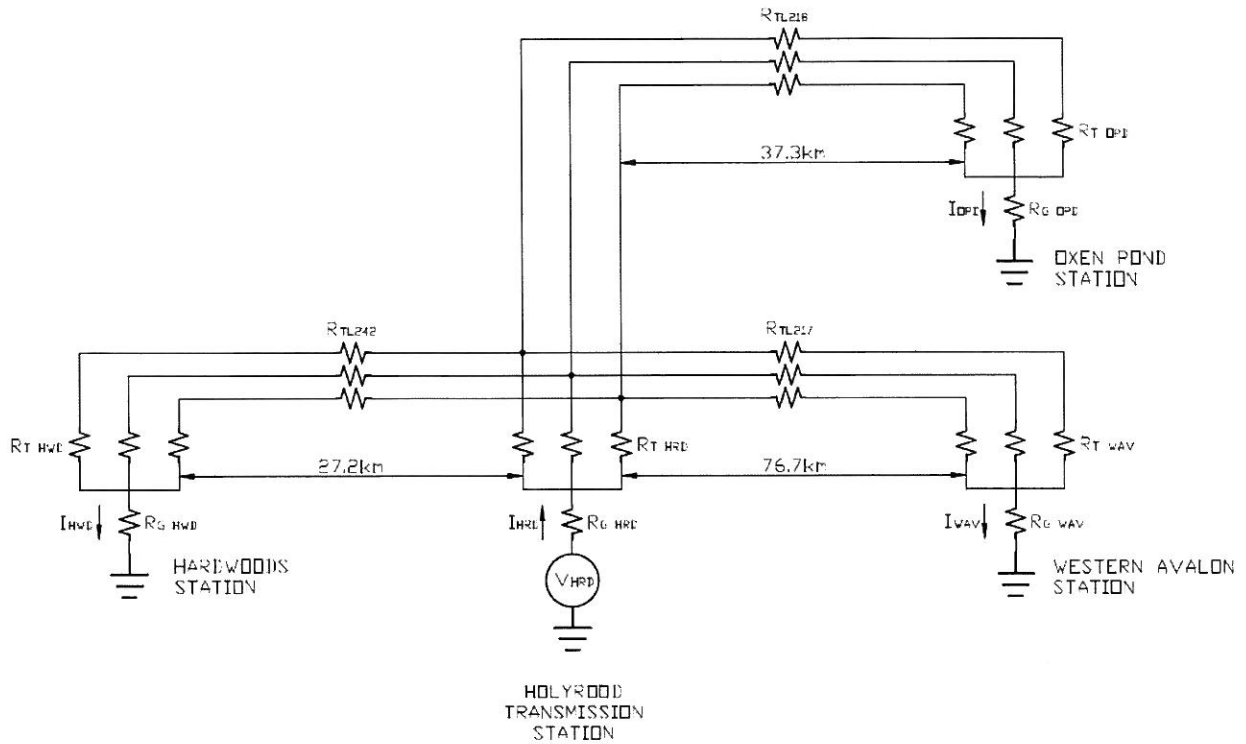 RTL218
RT OPD
37.3km
IOPD
RG OPD
OXEN POND
STATION
RTL242
RTL217
RT HWD
RT HRD
RT WAV
27.2km
76.7km
IHWD
RG HWD
IHRD
RG HRD
IWAV
RG WAV
HARDWOODS
STATION
VHRD
WESTERN AVALON
STATION
HOLYROOD
TRANSMISSION
STATION